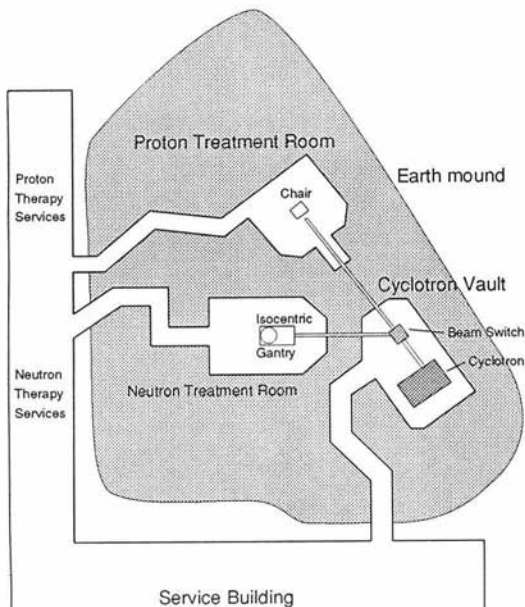 Proton Treatment Room
Earth mound
Proton
Therapy
Services
Chair
Cyclotron Vault
Isocentric
Gantry
Beam Switch
Cyclotron
Neutron
Therapy
Services
Neutron Treatment Room
Service Building